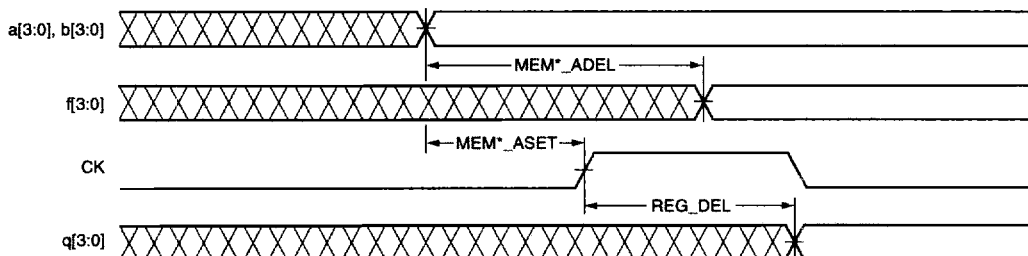 a[3:0], b[3:0]
MEM*_ADEL
f[3:0]
MEM*_ASET
CK
REG_DEL
q[3:0]